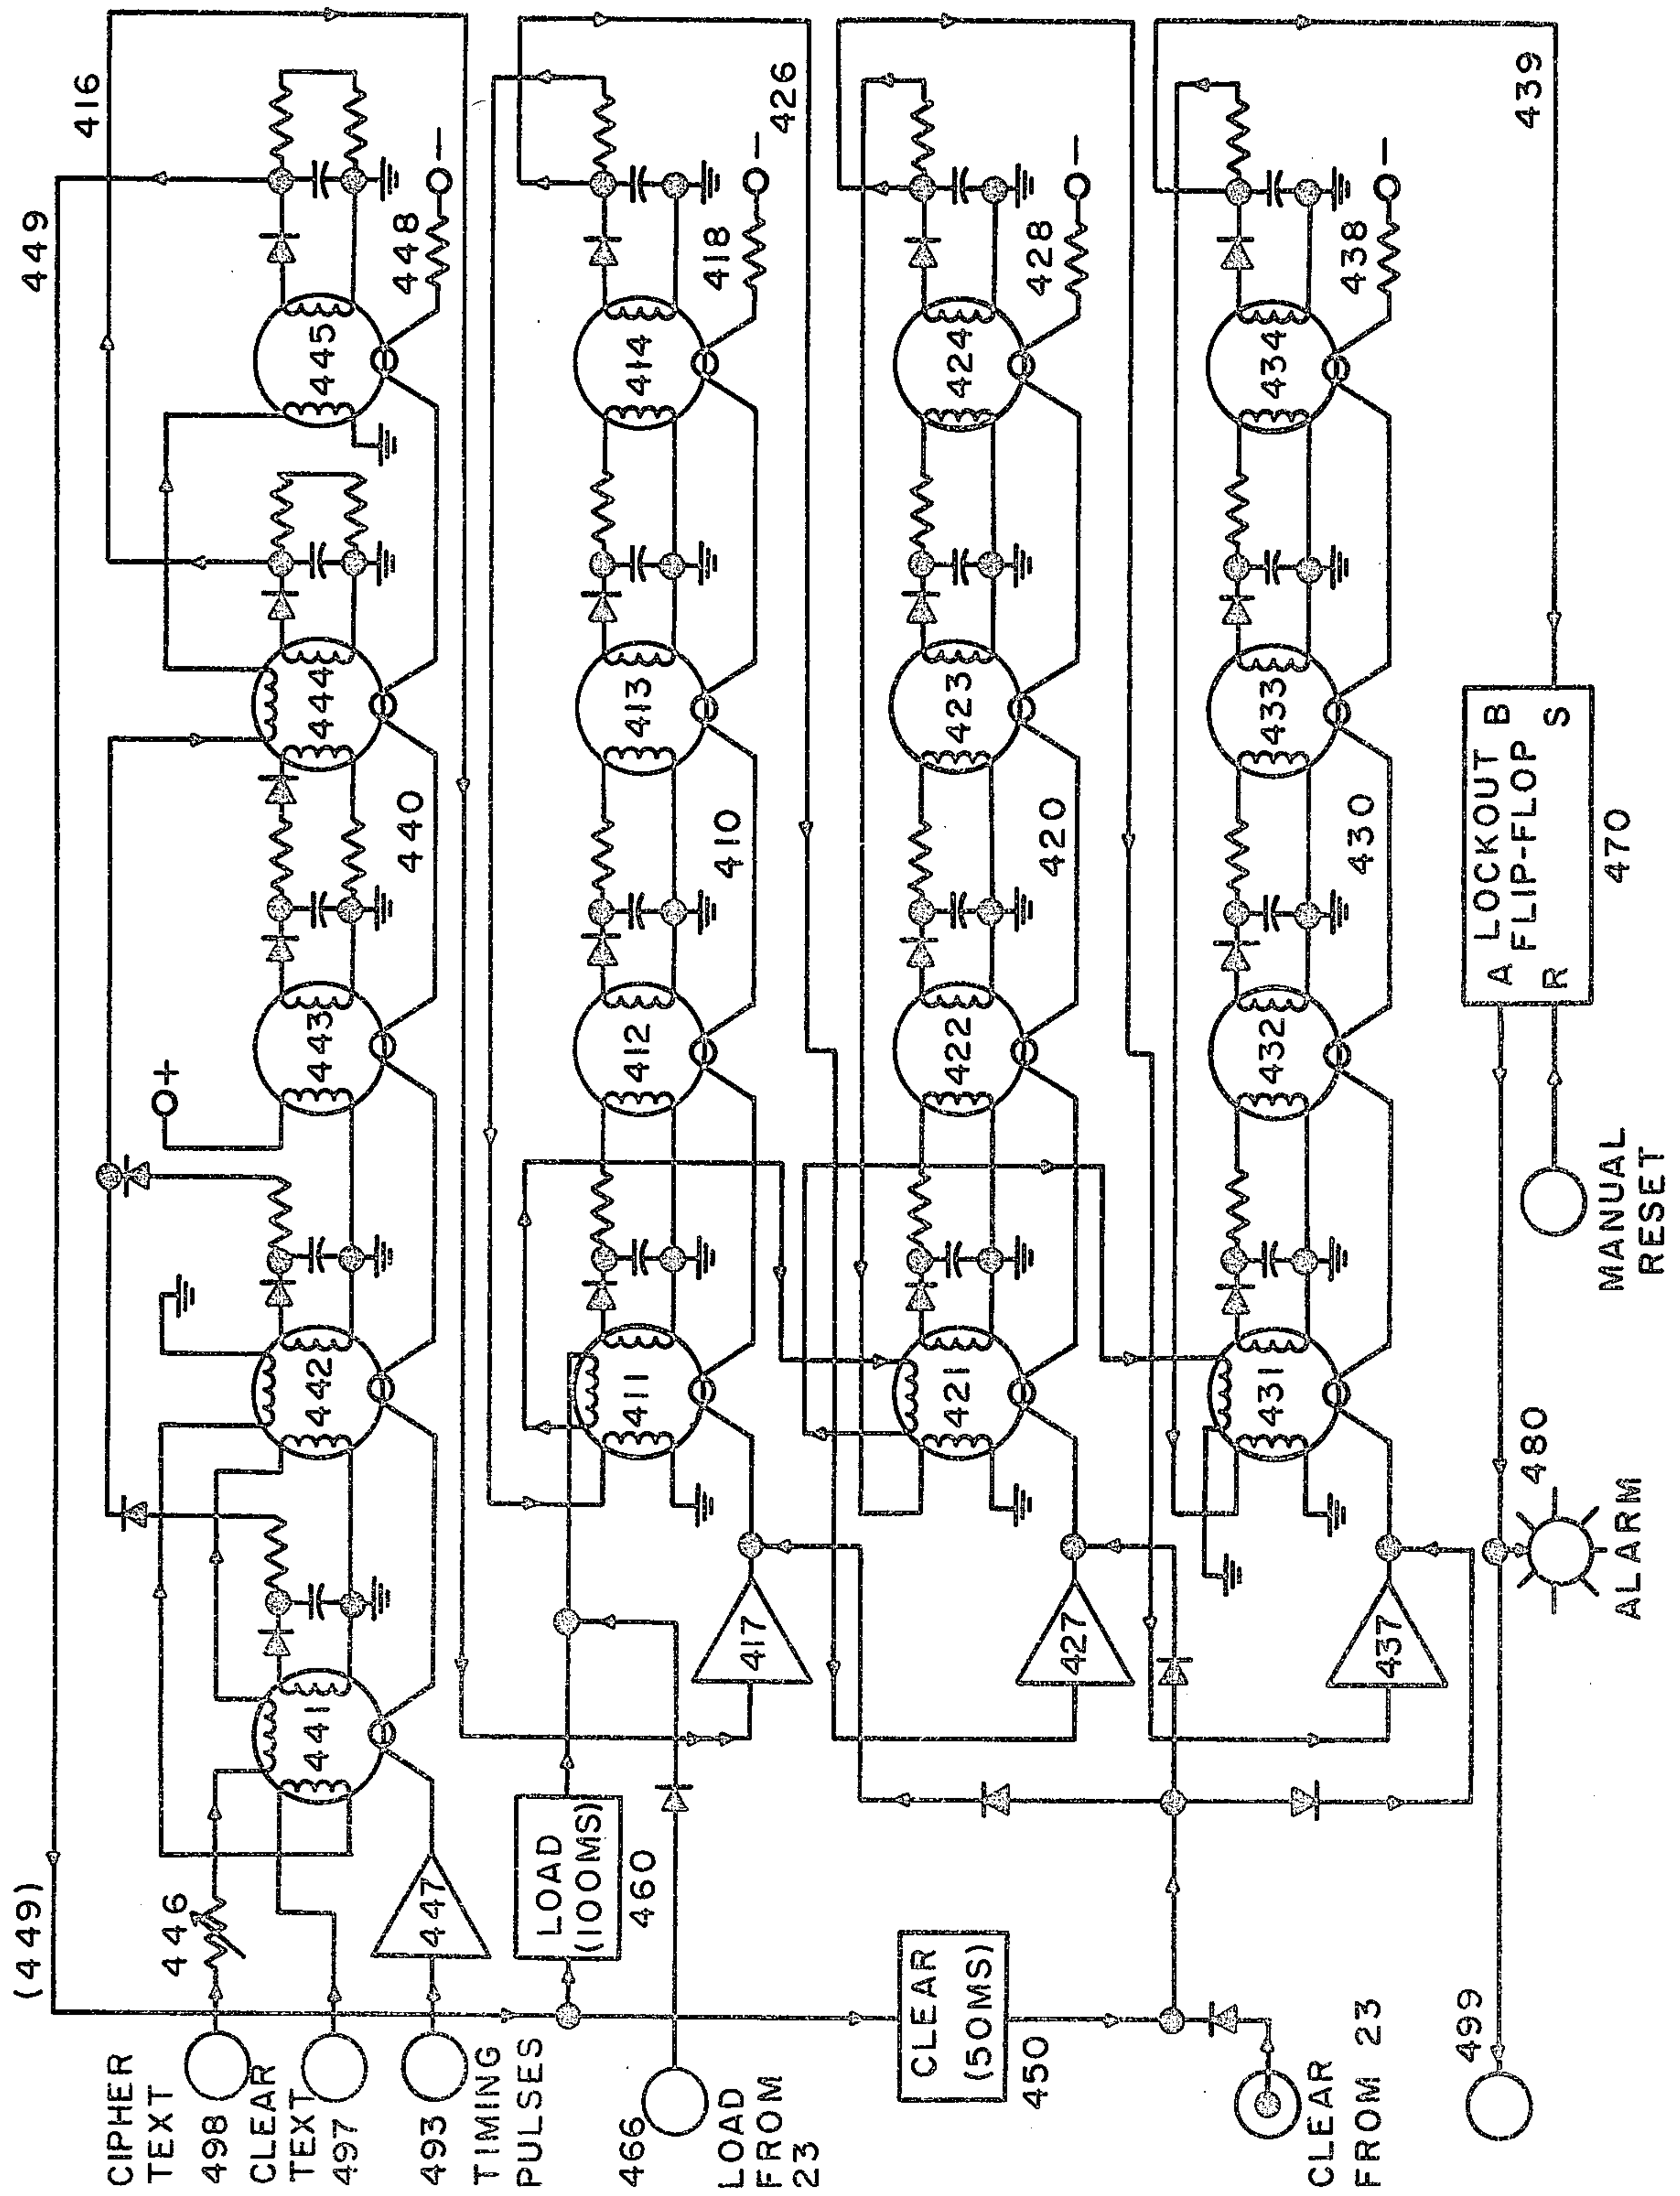 416
449
(449)
445
448
444
443
440
+
−
442
441
446
447
CIPHER
TEXT
498
CLEAR
TEXT
497
493
TIMING
PULSES
426
414
418
−
413
412
410
411
417
LOAD
(100MS)
460
466
LOAD
FROM
23
424
428
−
423
422
420
421
427
CLEAR
(50MS)
450
439
434
438
−
433
432
430
431
437
CLEAR
FROM 23
A LOCKOUT B
FLIP-FLOP
R S
470
MANUAL
RESET
480
ALARM
499